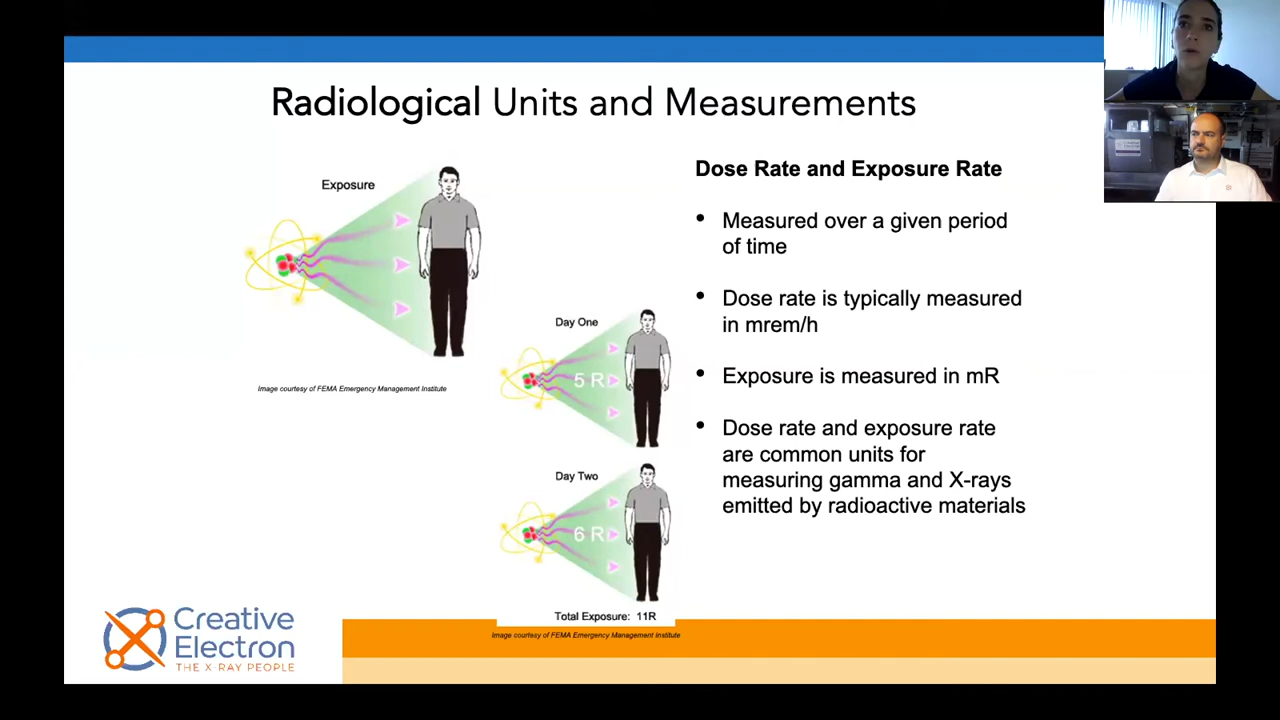 Radiological Units and Measurements
Exposure
Image courtesy of FEMA Emergency Management Institute
Day One
5 R
Day Two
6 R
Total Exposure: 11R
Image courtesy of FEMA Emergency Management Institute
Dose Rate and Exposure Rate
• Measured over a given period
of time
• Dose rate is typically measured
in mrem/h
• Exposure is measured in mR
• Dose rate and exposure rate
are common units for
measuring gamma and X-rays
emitted by radioactive materials
Creative
Electron
THE X-RAY PEOPLE